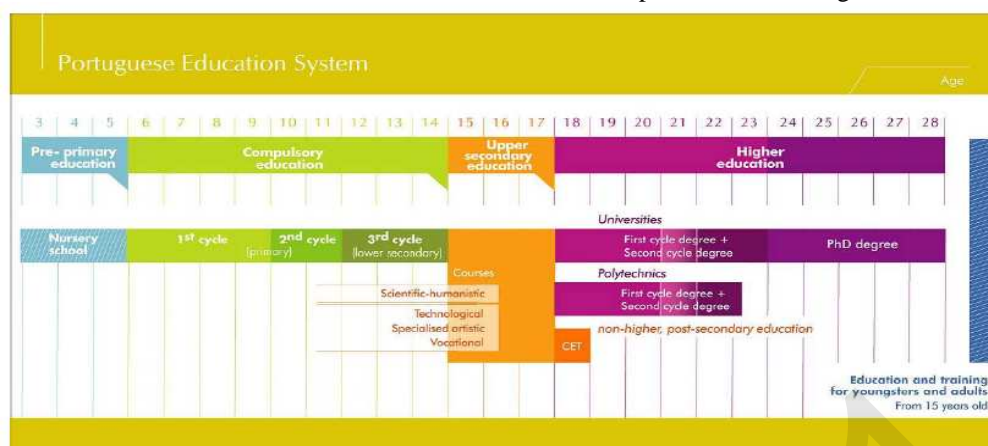 Portuguese Education System
Age
3 4 5 6 7 8 9 10 11 12 13 14 15 16 17 18 19 20 21 22 23 24 25 26 27 28
Pre- primary
education
Compulsory
education
Upper
secondary
education
Higher
education
Universities
Nursery
school
1st cycle
(primary)
2nd cycle
3rd cycle
(lower secondary)
First cycle degree +
Second cycle degree
PhD degree
Courses
Polytechnics
Scientific-humanistic
First cycle degree +
Second cycle degree
Technological
Specialised artistic
Vocational
CET
non-higher, post-secondary education
Education and training
for youngsters and adults
From 15 years old